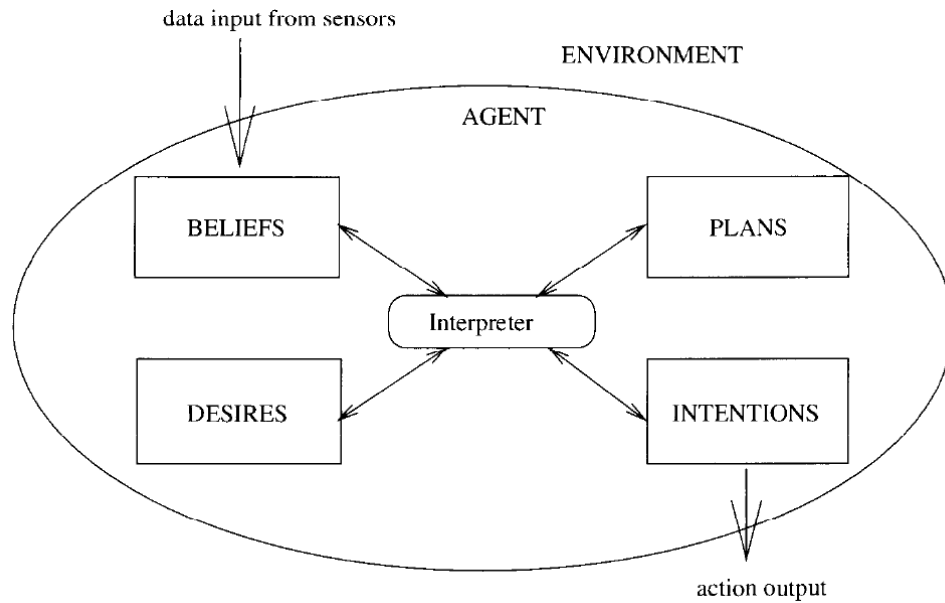 data input from sensors
ENVIRONMENT
AGENT
BELIEFS
PLANS
Interpreter
DESIRES
INTENTIONS
action output